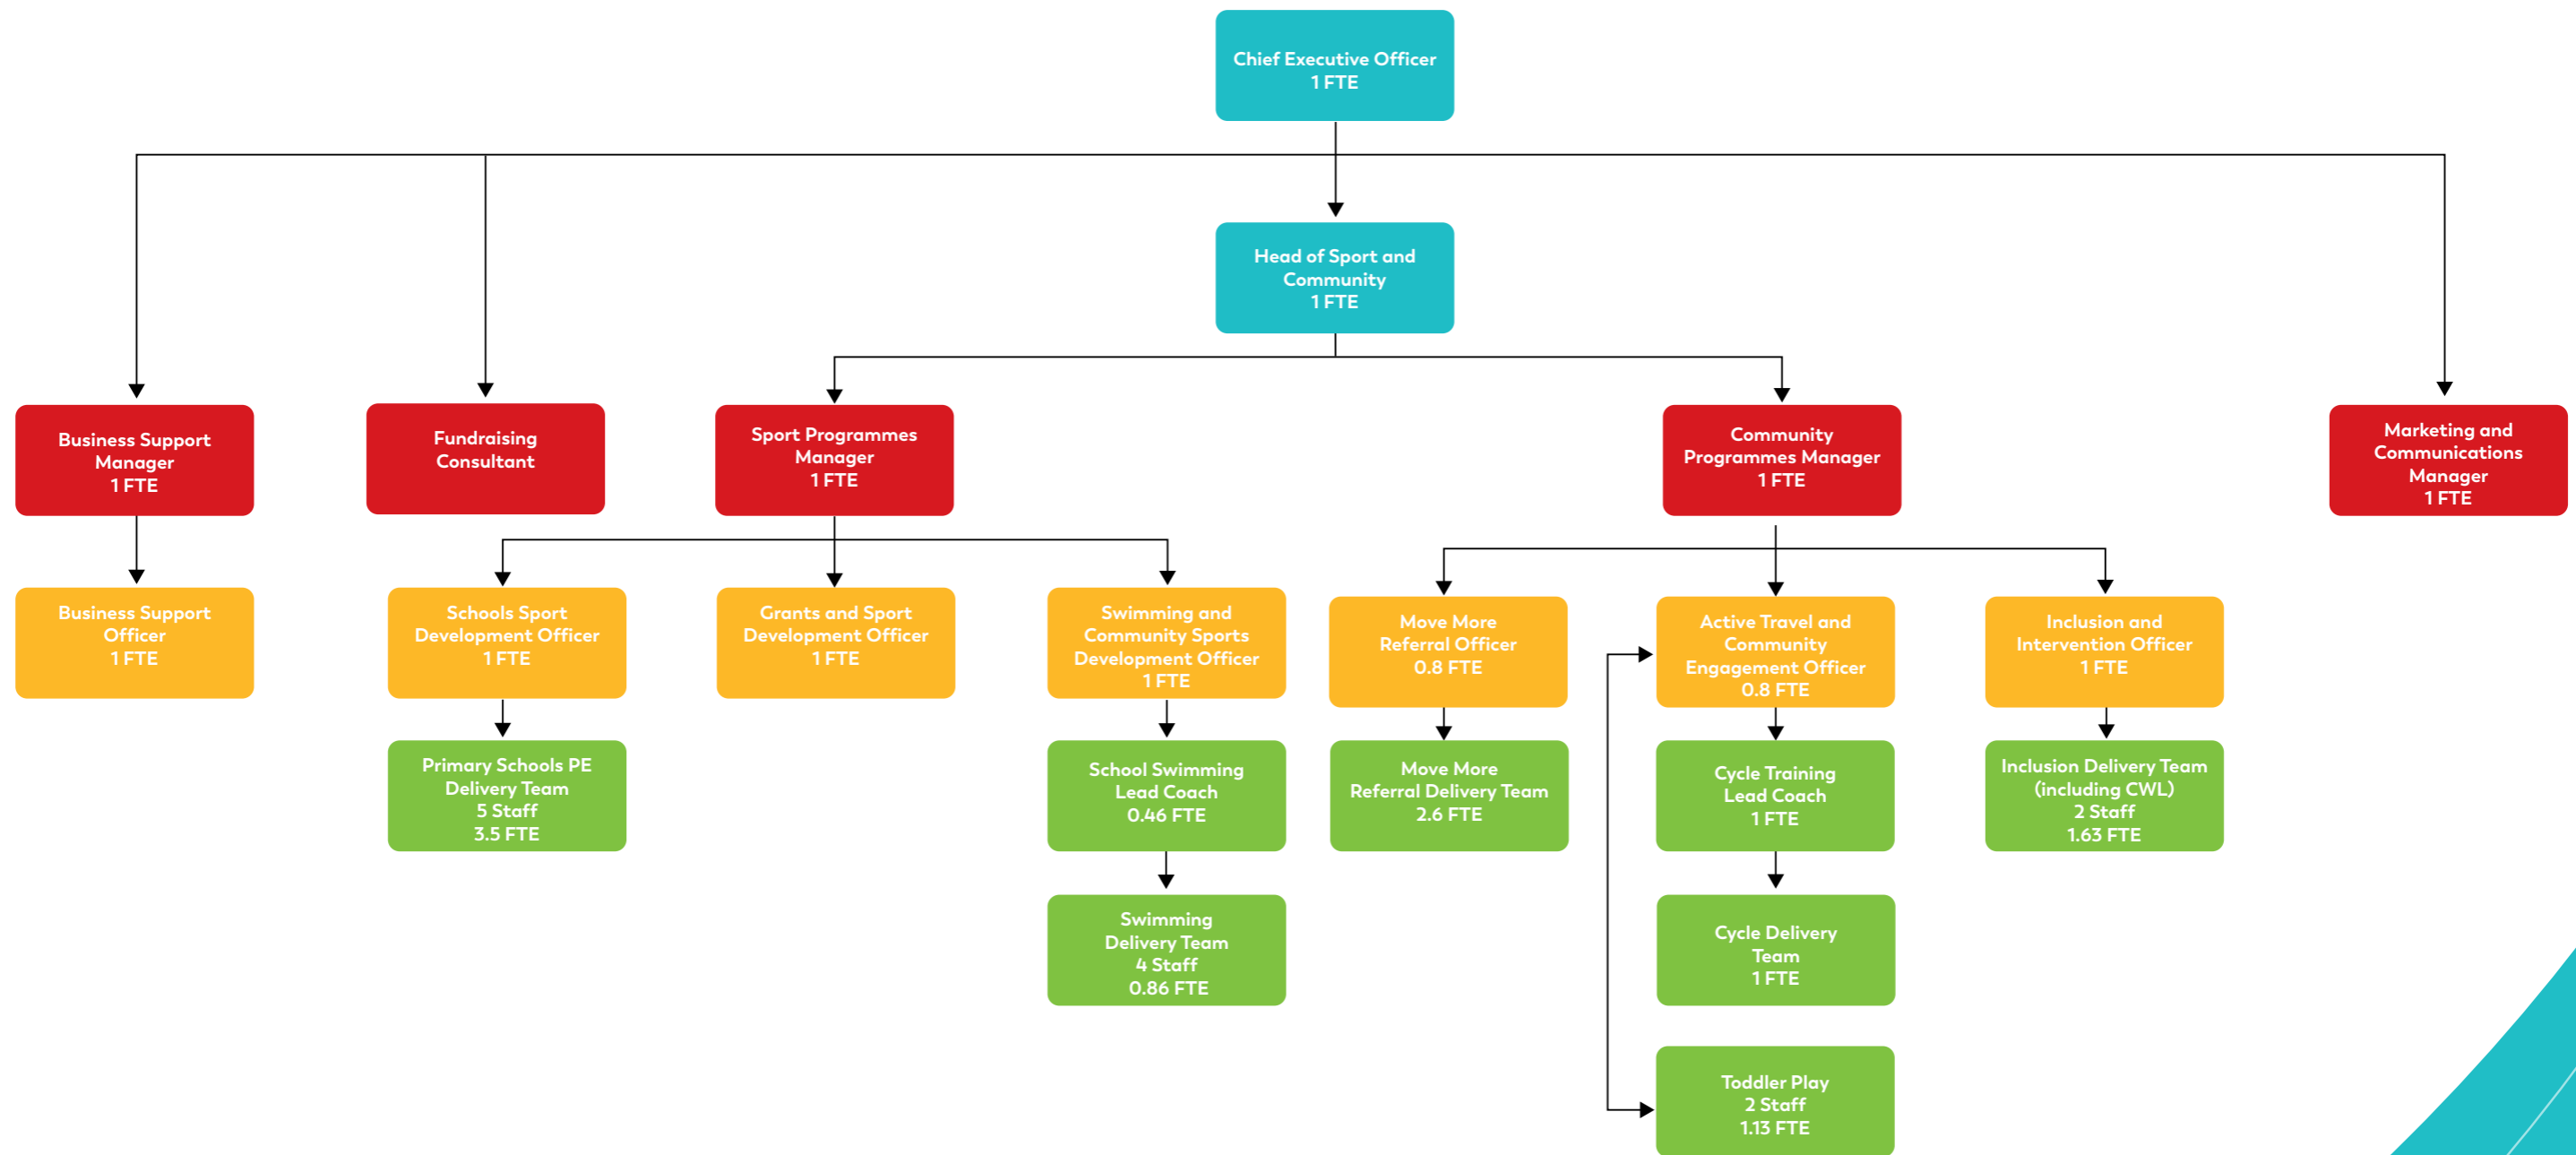 Chief Executive Officer
1 FTE
Head of Sport and
Community
1 FTE
Business Support
Manager
1 FTE
Fundraising
Consultant
Sport Programmes
Manager
1 FTE
Community
Programmes Manager
1 FTE
Marketing and
Communications
Manager
1 FTE
Business Support
Officer
1 FTE
Schools Sport
Development Officer
1 FTE
Grants and Sport
Development Officer
1 FTE
Swimming and
Community Sports
Development Officer
1 FTE
Move More
Referral Officer
0.8 FTE
Active Travel and
Community
Engagement Officer
0.8 FTE
Inclusion and
Intervention Officer
1 FTE
Primary Schools PE
Delivery Team
5 Staff
3.5 FTE
School Swimming
Lead Coach
0.46 FTE
Move More
Referral Delivery Team
2.6 FTE
Cycle Training
Lead Coach
1 FTE
Inclusion Delivery Team
(including CWL)
2 Staff
1.63 FTE
Swimming
Delivery Team
4 Staff
0.86 FTE
Cycle Delivery
Team
1 FTE
Toddler Play
2 Staff
1.13 FTE